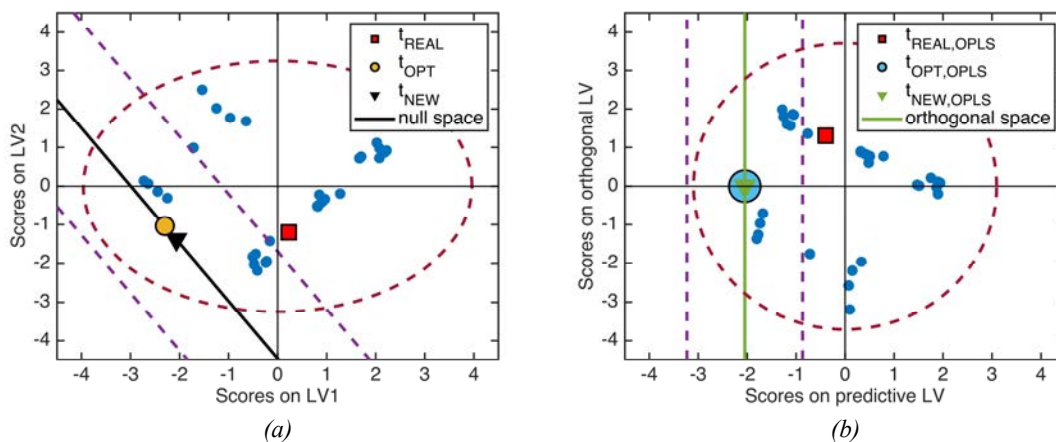 4
3
2
1
0
-1
-2
-3
-4
Scores on LV2
t_REAL
t_OPT
t_NEW
null space
-4 -3 -2 -1 0 1 2 3 4
Scores on LV1
(a)
4
3
2
1
0
-1
-2
-3
-4
Scores on orthogonal LV
t_REAL,OPLS
t_OPT,OPLS
t_NEW,OPLS
orthogonal space
-4 -3 -2 -1 0 1 2 3 4
Scores on predictive LV
(b)